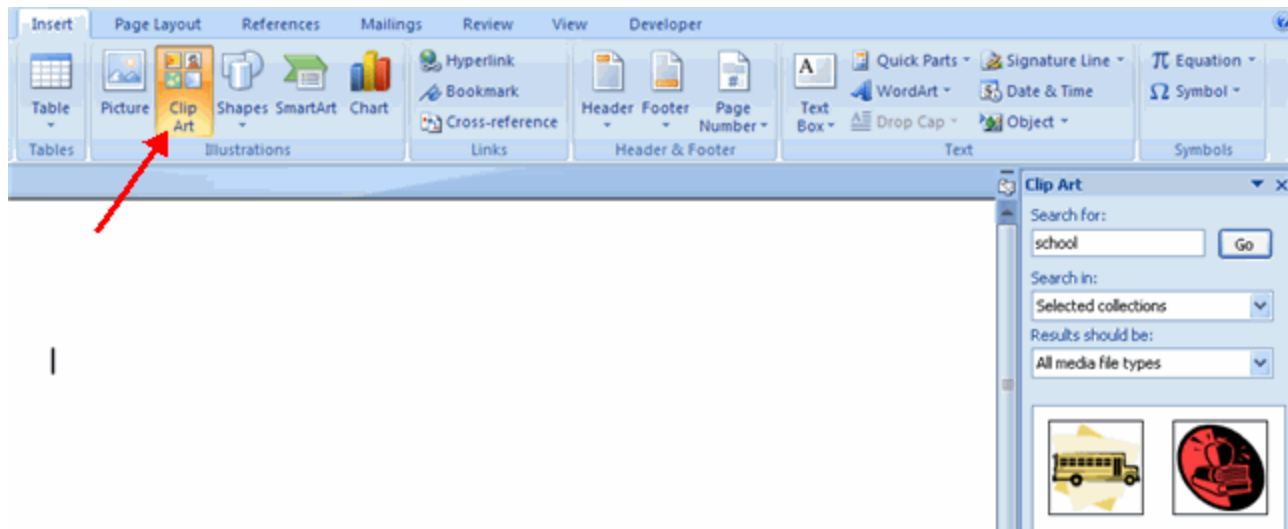 Insert Page Layout References Mailings Review View Developer
Table
Picture
Clip
Art
Shapes
SmartArt
Chart
Hyperlink
Bookmark
Cross-reference
Header
Footer
Page
Number
#
A
Text
Box
Quick Parts
WordArt
Drop Cap
Signature Line
Date & Time
Object
π Equation
Ω Symbol
Tables Illustrations Links Header & Footer Text Symbols
Clip Art
Search for:
school Go
Search in:
Selected collections
Results should be:
All media file types